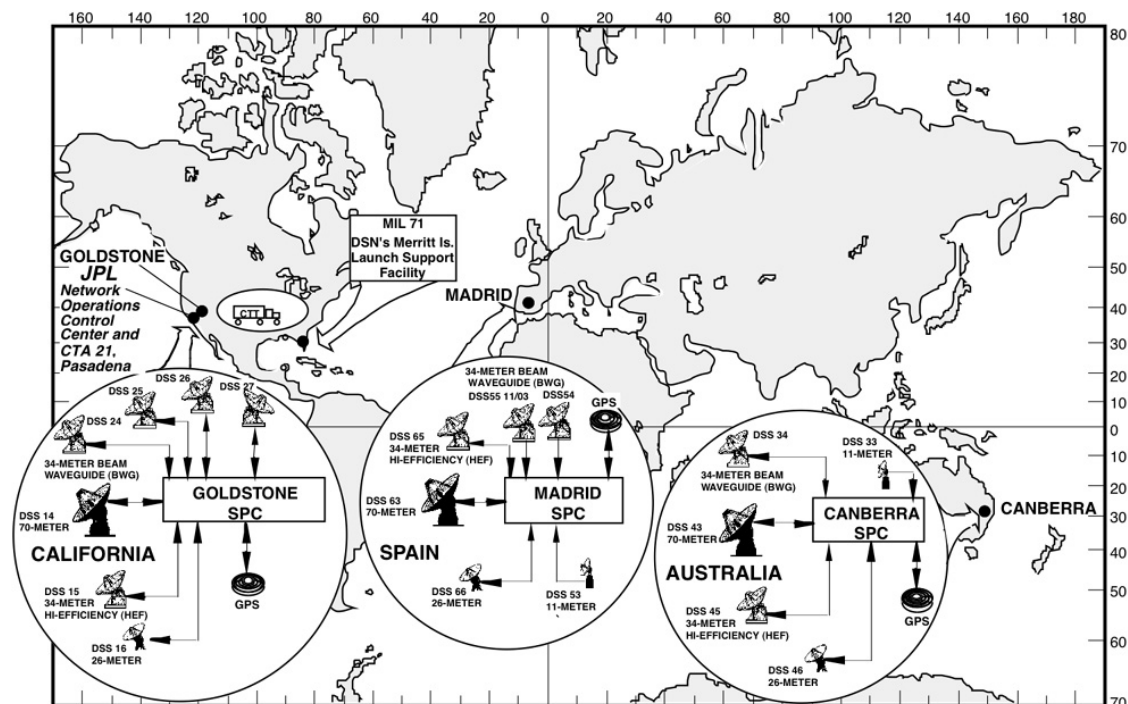 160 140 120 100 80 60 40 20 0 20 40 60 80 100 120 140 160 180
80
70
60
50
40
30
20
10
0
10
20
30
40
50
60
70
MIL 71
DSN's Merritt Is.
Launch Support
Facility
GOLDSTONE
JPL
Network
Operations
Control
Center and
CTA 21,
Pasadena
CTT
MADRID
CANBERRA
DSS 25
DSS 26
DSS 27
DSS 24
34-METER BEAM
WAVEGUIDE (BWG)
GOLDSTONE
SPC
DSS 14
70-METER
CALIFORNIA
DSS 15
34-METER
HI-EFFICIENCY (HEF)
GPS
DSS 16
26-METER
34-METER BEAM
WAVEGUIDE (BWG)
DSS55 11/03 DSS54
GPS
DSS 65
34-METER
HI-EFFICIENCY (HEF)
DSS 63
70-METER
MADRID
SPC
SPAIN
DSS 66
26-METER
DSS 53
11-METER
DSS 34
34-METER BEAM
WAVEGUIDE (BWG)
DSS 33
11-METER
CANBERRA
SPC
DSS 43
70-METER
AUSTRALIA
DSS 45
34-METER
HI-EFFICIENCY (HEF)
GPS
DSS 46
26-METER